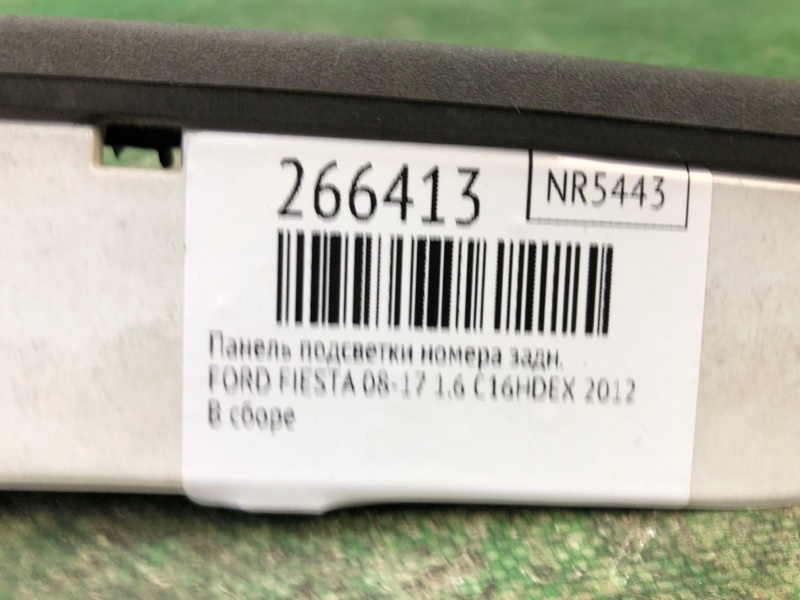 266413
NR5443
Панель подсветки номера задн.
FORD FIESTA 08-17 1.6 C16HDEX 2012
В сборе